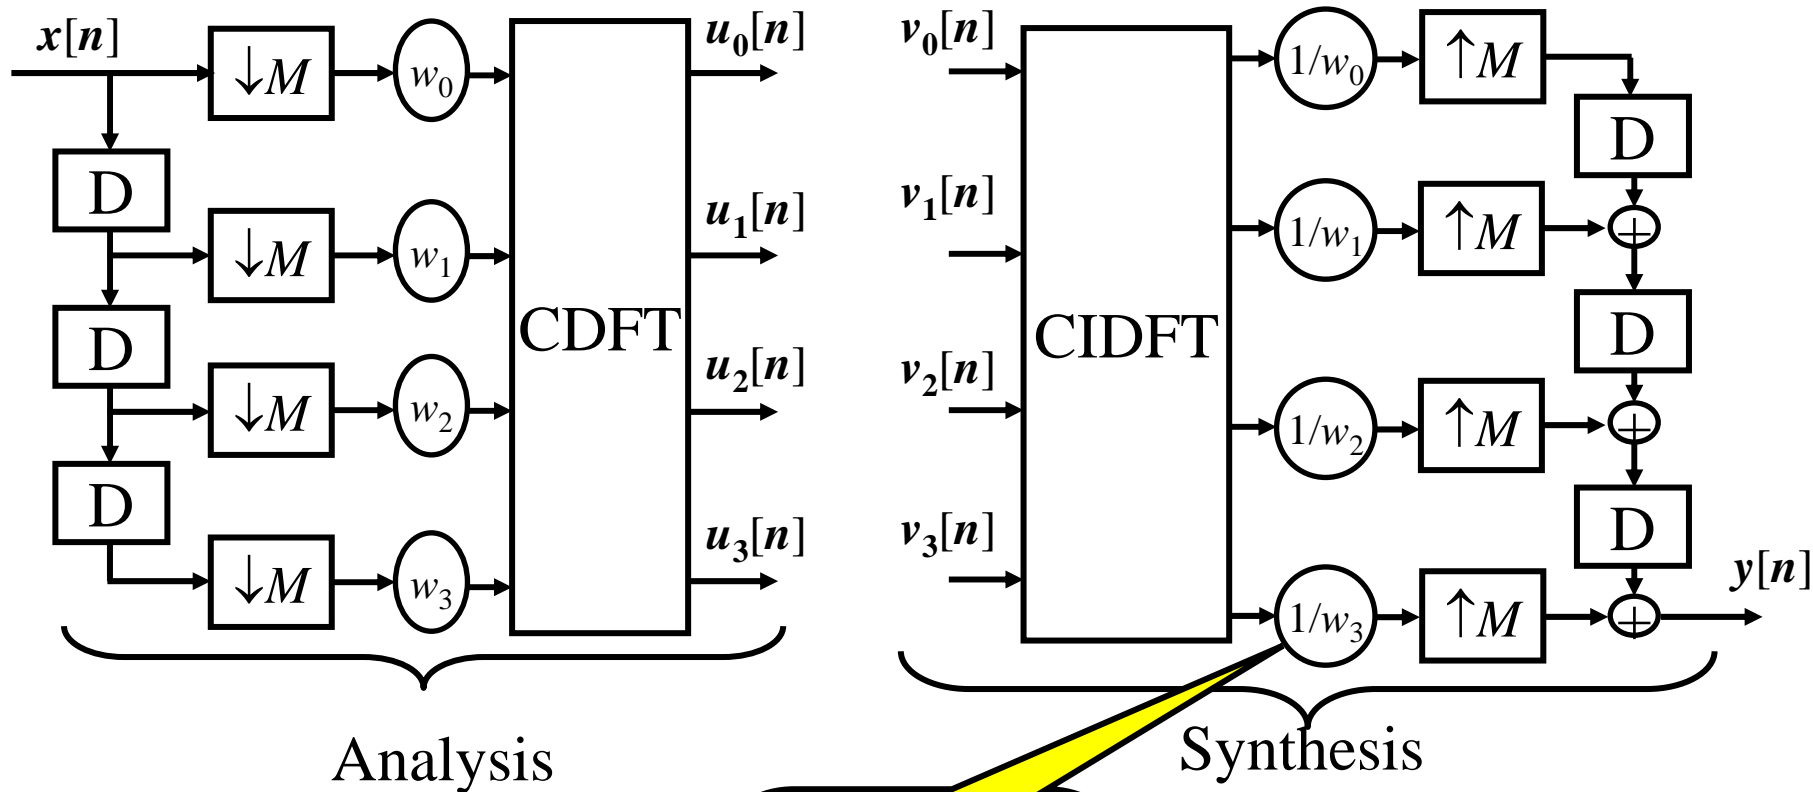 x[n]
↓M
w0
u0[n]
D
↓M
w1
u1[n]
D
↓M
w2
u2[n]
D
↓M
w3
u3[n]
CDFT
Analysis
v0[n]
v1[n]
v2[n]
v3[n]
CIDFT
1/w0
↑M
D
1/w1
↑M
+
D
1/w2
↑M
+
D
1/w3
↑M
+
y[n]
Synthesis